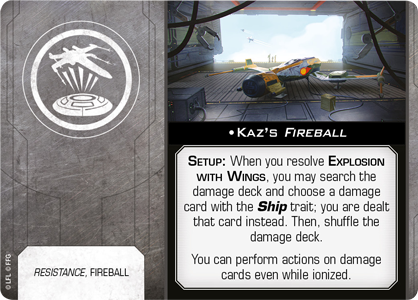 •Kaz's Fireball
Setup: When you resolve Explosion
with Wings, you may search the
damage deck and choose a damage
card with the Ship trait; you are dealt
that card instead. Then, shuffle the
damage deck.
You can perform actions on damage
cards even while ionized.
RESISTANCE, FIREBALL
© LFL © FFG